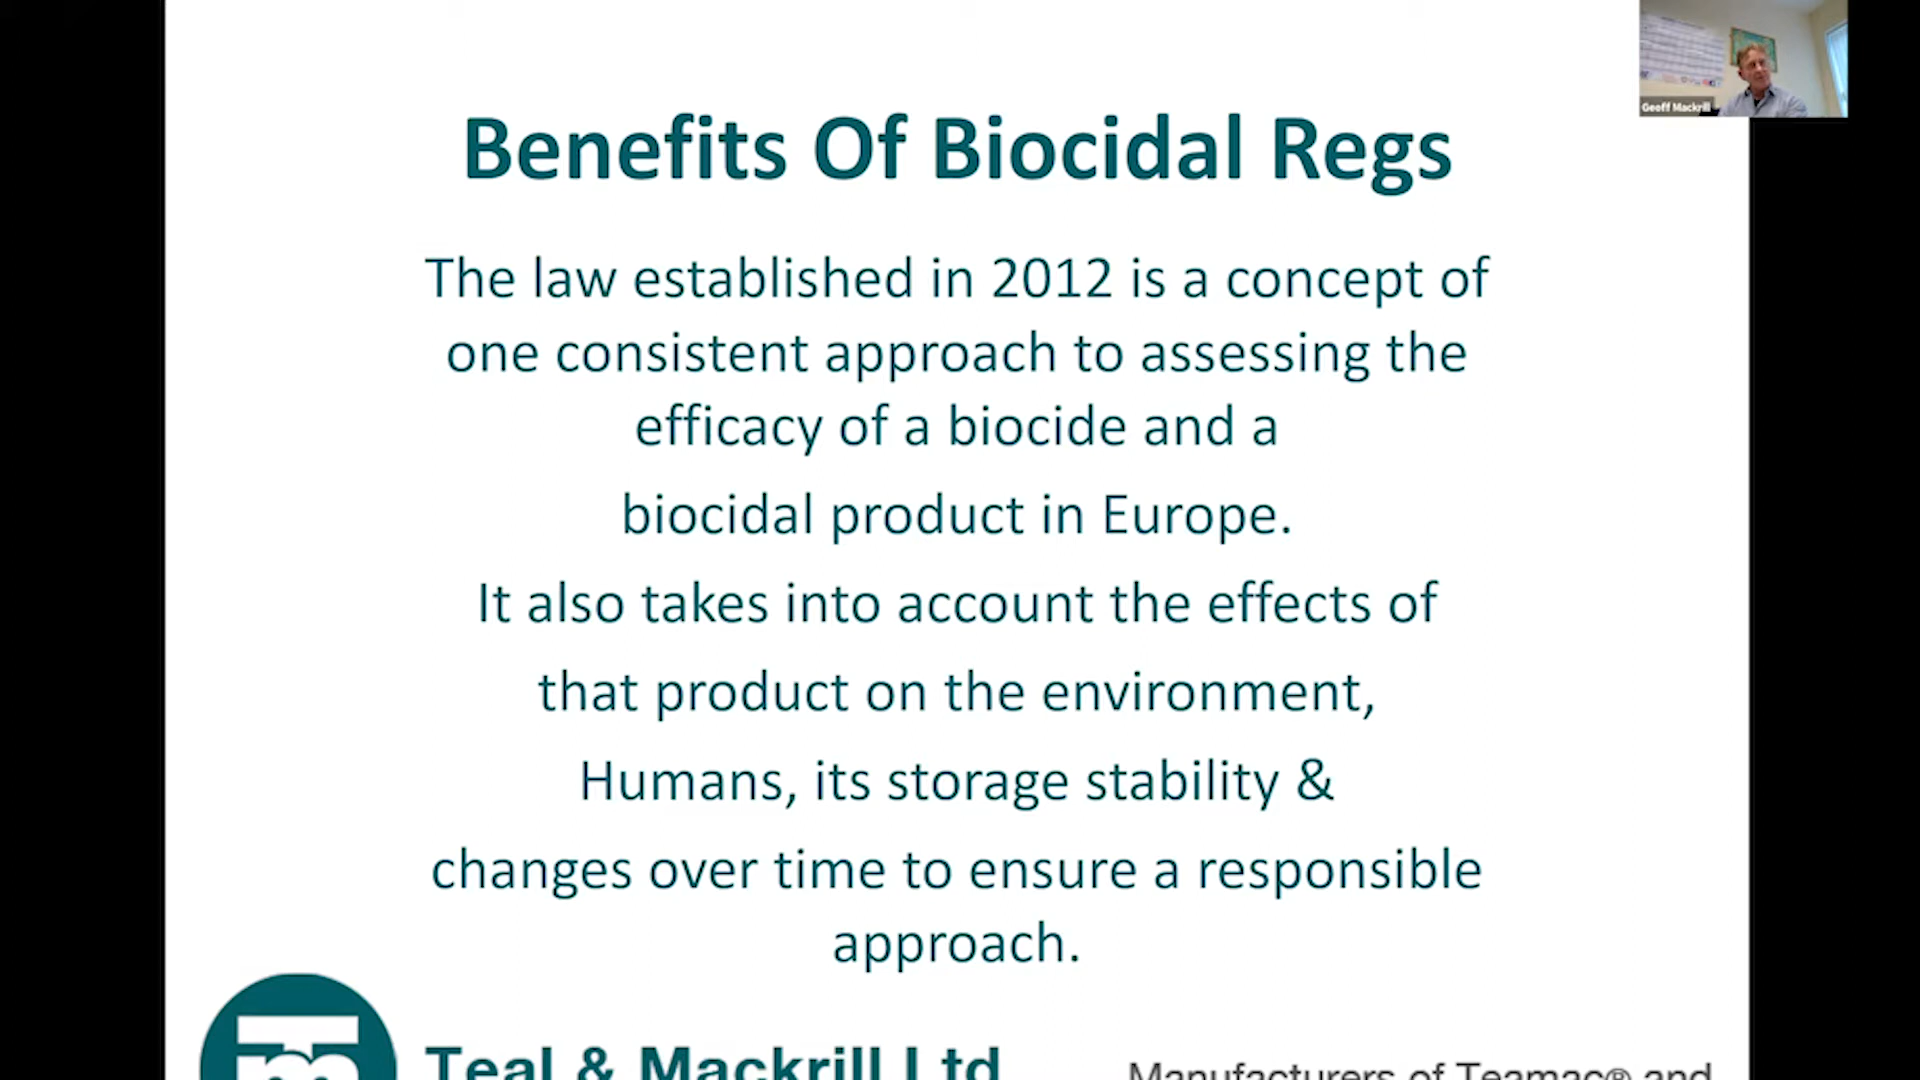 Geoff Mackrill
Benefits Of Biocidal Regs
The law established in 2012 is a concept of
one consistent approach to assessing the
efficacy of a biocide and a
biocidal product in Europe.
It also takes into account the effects of
that product on the environment,
Humans, its storage stability &
changes over time to ensure a responsible
approach.
tm
Teal & Mackrill Ltd
Manufacturers of Teamac® and